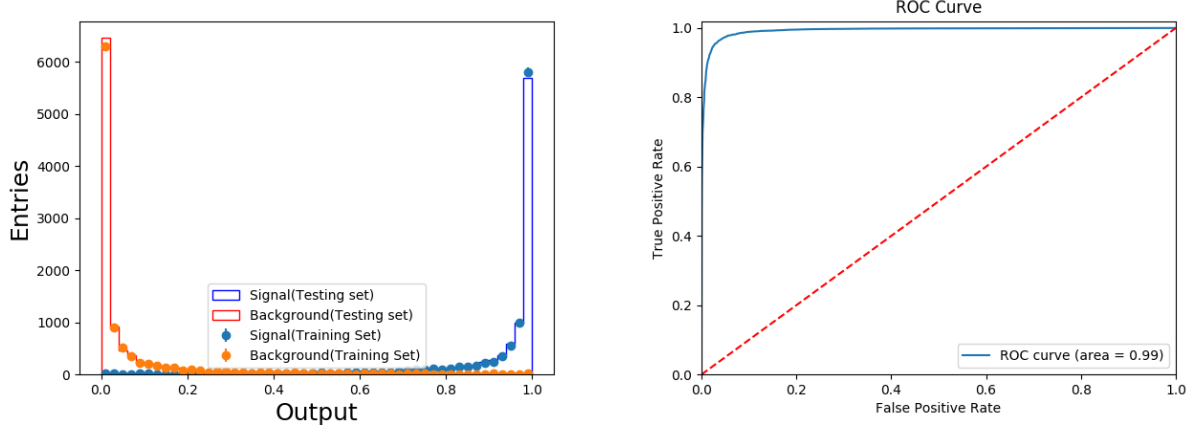 6000
5000
4000
3000
2000
1000
0
Entries
Signal(Testing set)
Background(Testing set)
Signal(Training Set)
Background(Training Set)
0.0 0.2 0.4 0.6 0.8 1.0
Output
ROC Curve
1.0
0.8
0.6
0.4
0.2
0.0
True Positive Rate
ROC curve (area = 0.99)
0.0 0.2 0.4 0.6 0.8 1.0
False Positive Rate